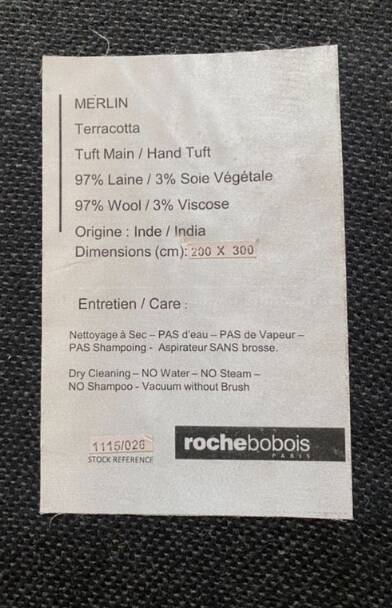 MERLIN
Terracotta
Tuft Main / Hand Tuft
97% Laine / 3% Soie Végétale
97% Wool / 3% Viscose
Origine : Inde / India
Dimensions (cm): 200 X 300
Entretien / Care :
Nettoyage à Sec – PAS d'eau – PAS de Vapeur –
PAS Shampoing - Aspirateur SANS brosse.
Dry Cleaning – NO Water – NO Steam –
NO Shampoo - Vacuum without Brush
1115/026
STOCK REFERENCE
rochebobois
PARIS